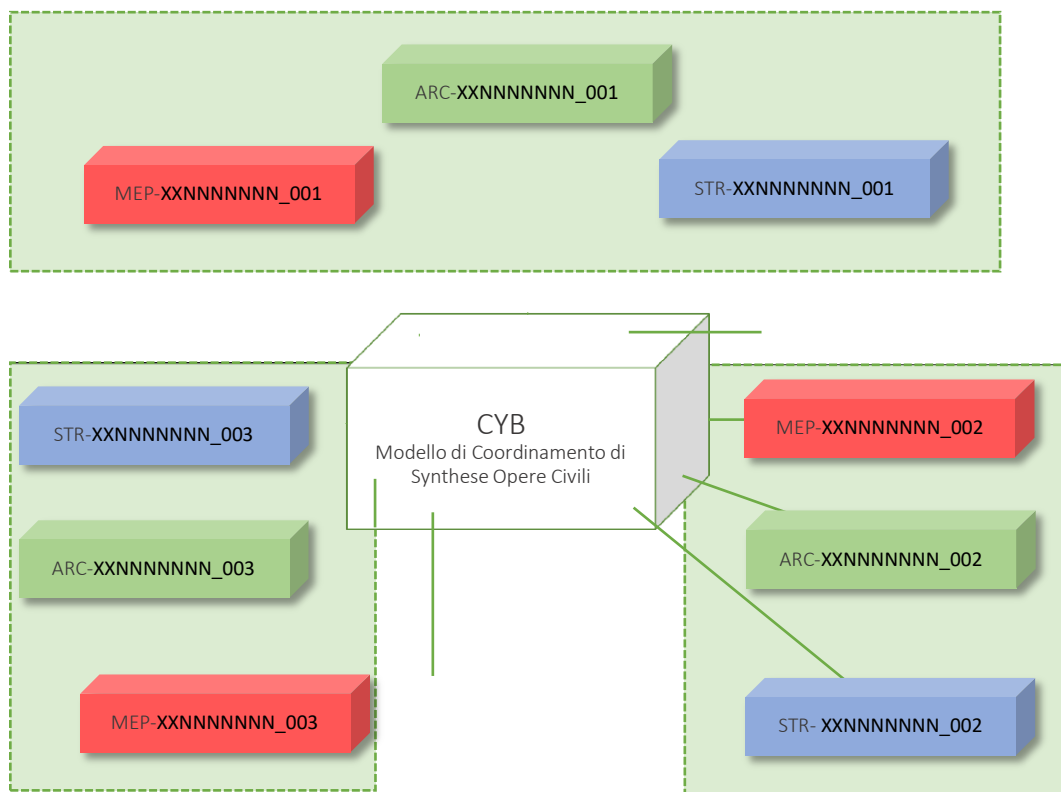 ARC-XXNNNNNNN_001
MEP-XXNNNNNNN_001
STR-XXNNNNNNN_001
CYB
Modello di Coordinamento di
Synthese Opere Civili
STR-XXNNNNNNN_003
ARC-XXNNNNNNN_003
MEP-XXNNNNNNN_003
MEP-XXNNNNNNN_002
ARC-XXNNNNNNN_002
STR- XXNNNNNNN_002